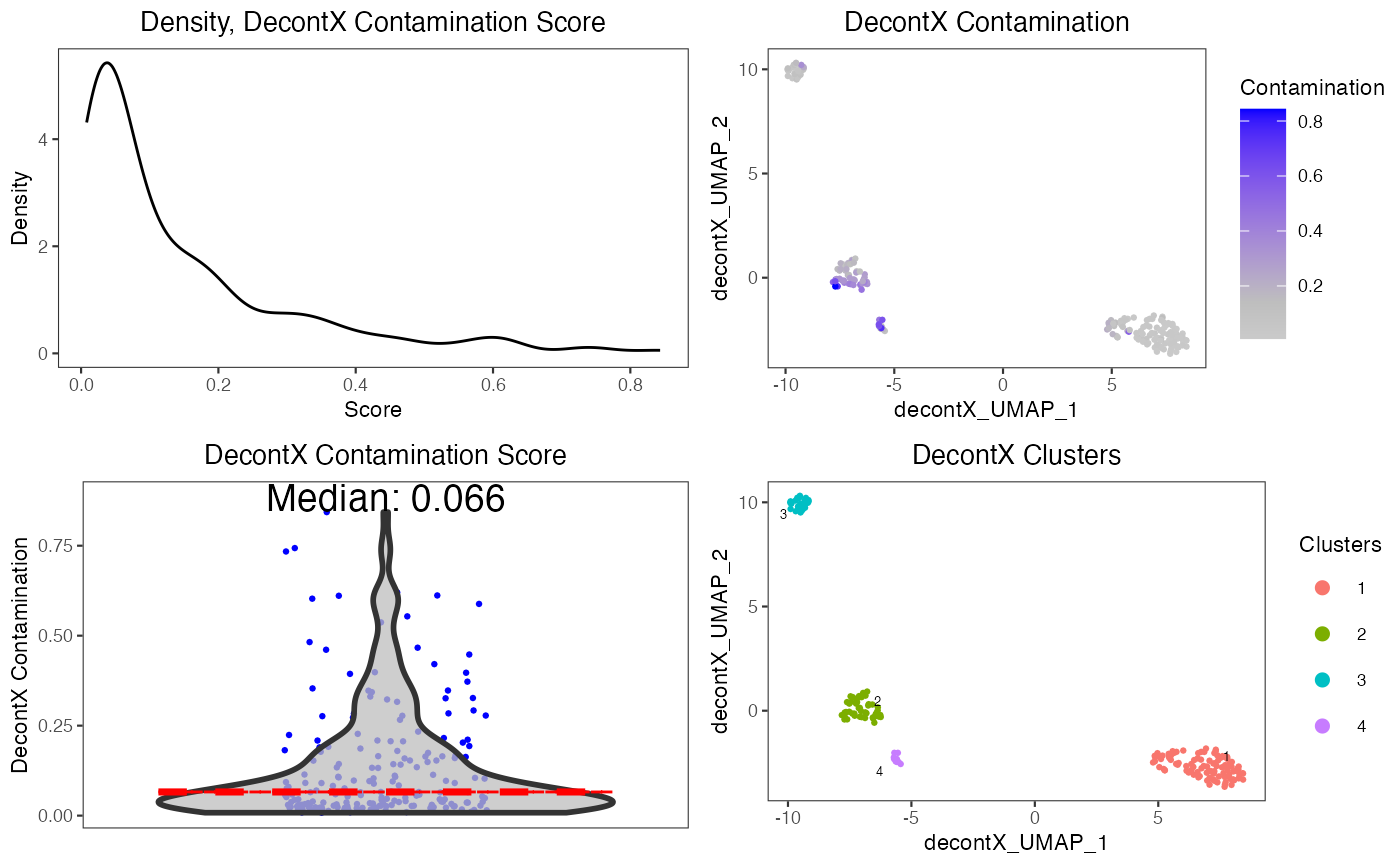 Density, DecontX Contamination Score
4
2
0
Density
0.0 0.2 0.4 0.6 0.8
Score
DecontX Contamination
10
5
0
decontX_UMAP_2
-10 -5 0 5
decontX_UMAP_1
Contamination
0.8
0.6
0.4
0.2
DecontX Contamination Score
Median: 0.066
0.75
0.50
0.25
0.00
DecontX Contamination
DecontX Clusters
10
5
0
decontX_UMAP_2
3
2
4
1
-10 -5 0 5
decontX_UMAP_1
Clusters
1
2
3
4